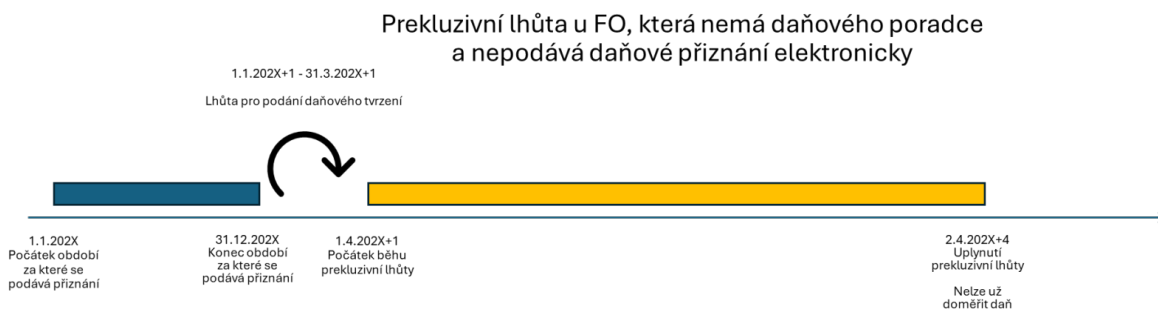 Prekluzivní lhůta u FO, která nemá daňového poradce
a nepodává daňové přiznání elektronicky
1.1.202X+1 - 31.3.202X+1
Lhůta pro podání daňového tvrzení
1.1.202X
Počátek období
za které se
podává přiznání
31.12.202X
Konec období
za které se
podává přiznání
1.4.202X+1
Počátek běhu
prekluzivní lhůty
2.4.202X+4
Uplynutí
prekluzivní lhůty
Nelze už
doměřit daň